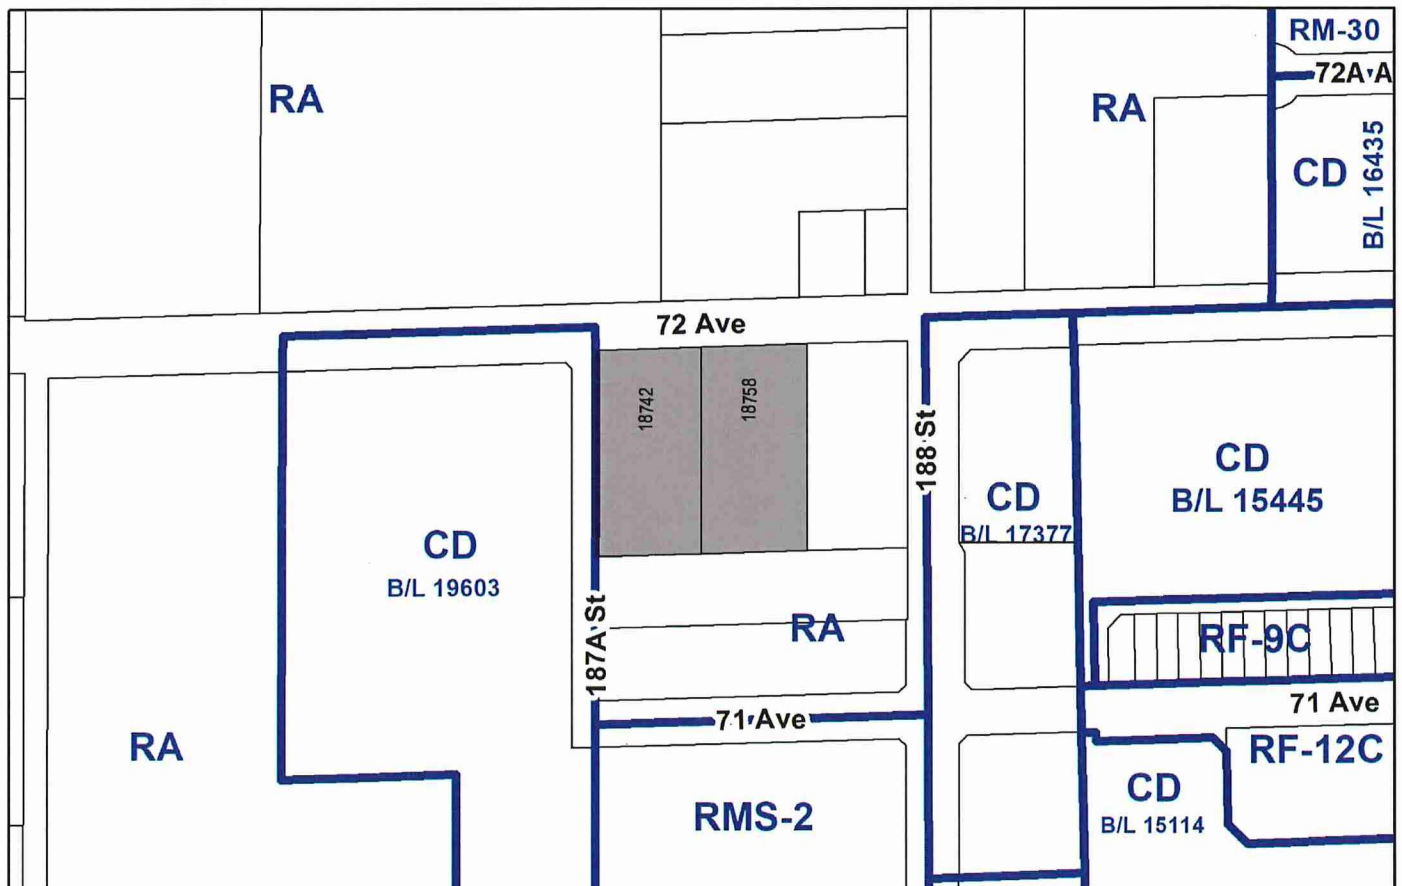 RM-30
72A A
RA
RA
CD
B/L 16435
72 Ave
18742
18758
188 St
CD
B/L 15445
CD
B/L 17377
CD
B/L 19603
187A St
RA
RF-9C
71 Ave
71 Ave
RA
RF-12C
RMS-2
CD
B/L 15114